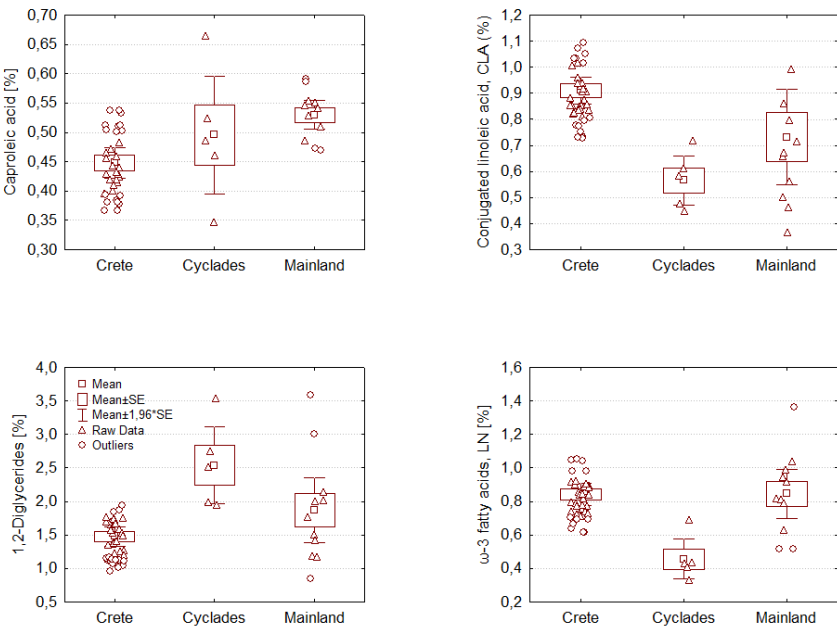 Caproleic acid [%]
0,70
0,65
0,60
0,55
0,50
0,45
0,40
0,35
0,30
Crete Cyclades Mainland
Conjugated linoleic acid, CLA (%)
1,2
1,1
1,0
0,9
0,8
0,7
0,6
0,5
0,4
0,3
Crete Cyclades Mainland
1,2-Diglycerides [%]
4,0
3,5
3,0
2,5
2,0
1,5
1,0
0,5
Mean
Mean±SE
Mean±1,96*SE
Raw Data
Outliers
Crete Cyclades Mainland
ω-3 fatty acids, LN [%]
1,6
1,4
1,2
1,0
0,8
0,6
0,4
0,2
Crete Cyclades Mainland